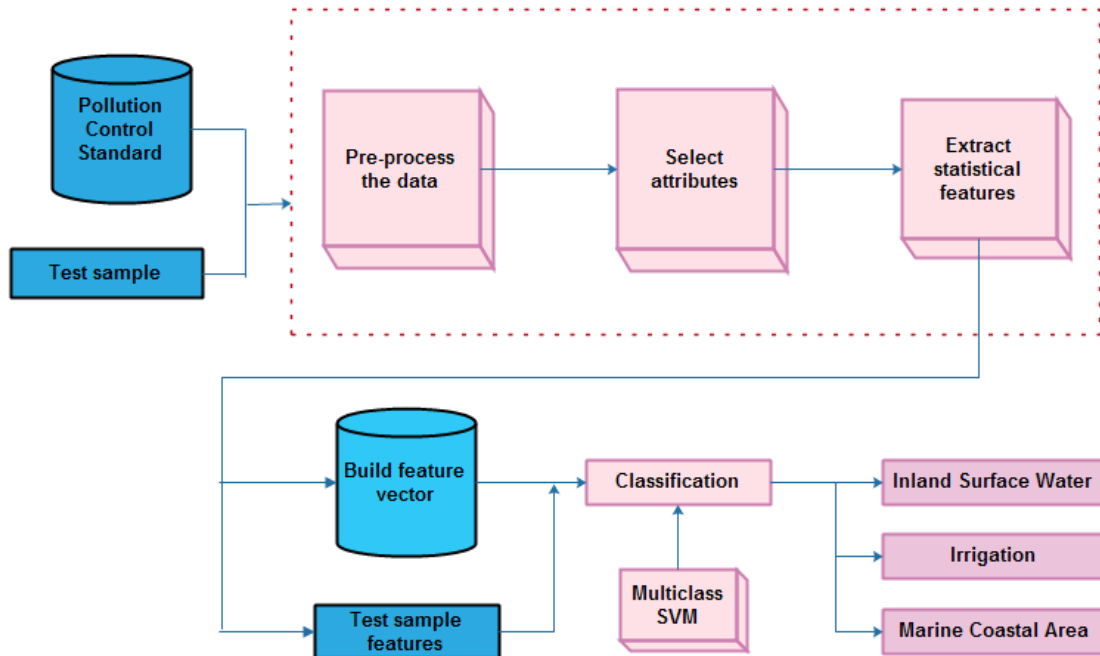 Pollution
Control
Standard
Test sample
Pre-process
the data
Select
attributes
Extract
statistical
features
Build feature
vector
Test sample
features
Classification
Multiclass
SVM
Inland Surface Water
Irrigation
Marine Coastal Area